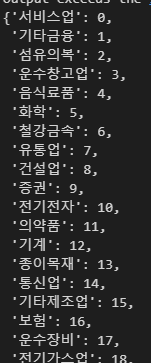 output exceeds the
{'서비스업': 0,
'기타금융': 1,
'섬유의복': 2,
'운수창고업': 3,
'음식료품': 4,
'화학': 5,
'철강금속': 6,
'유통업': 7,
'건설업': 8,
'증권': 9,
'전기전자': 10,
'의약품': 11,
'기계': 12,
'종이목재': 13,
'통신업': 14,
'기타제조업': 15,
'보험': 16,
'운수장비': 17,
'전기가스업': 18,